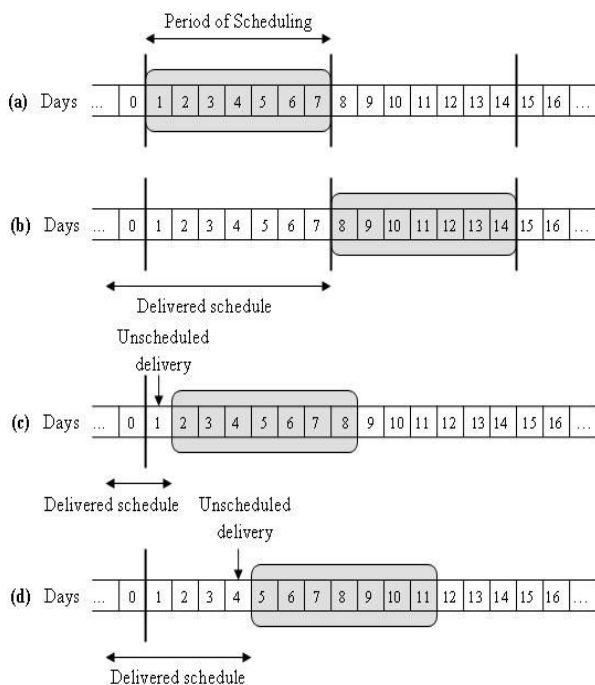 Period of Scheduling
(a) Days ... 0 1 2 3 4 5 6 7 8 9 10 11 12 13 14 15 16 ...
(b) Days ... 0 1 2 3 4 5 6 7 8 9 10 11 12 13 14 15 16 ...
Delivered schedule
Unscheduled
delivery
(c) Days ... 0 1 2 3 4 5 6 7 8 9 10 11 12 13 14 15 16 ...
Delivered schedule
Unscheduled
delivery
(d) Days ... 0 1 2 3 4 5 6 7 8 9 10 11 12 13 14 15 16 ...
Delivered schedule